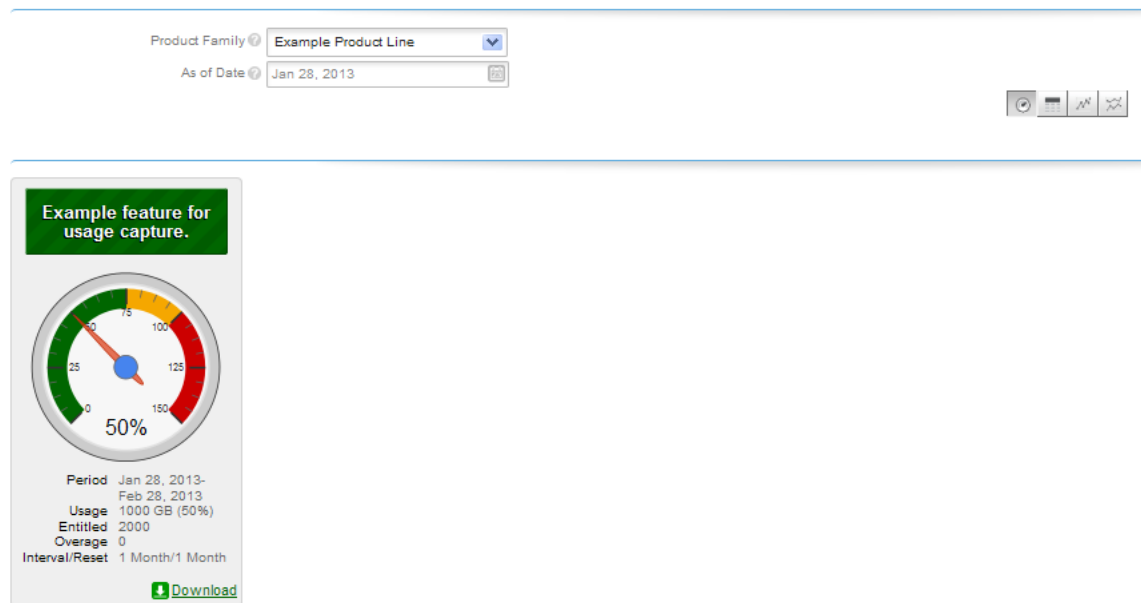 Product Family
Example Product Line
As of Date
Jan 28, 2013
Example feature for
usage capture.
0
25
50
75
100
125
150
50%
Period Jan 28, 2013-
Feb 28, 2013
Usage 1000 GB (50%)
Entitled 2000
Overage 0
Interval/Reset 1 Month/1 Month
Download